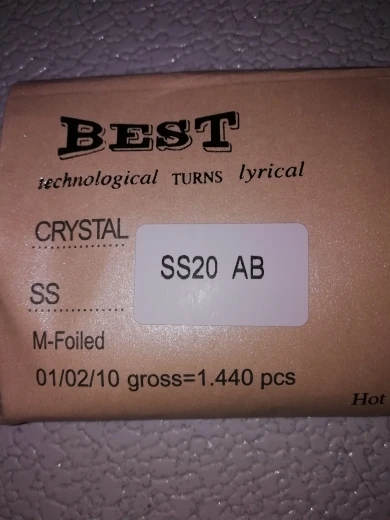 BEST
technological TURNS lyrical
CRYSTAL
SS20 AB
SS
M-Foiled
01/02/10 gross=1.440 pcs
Hot